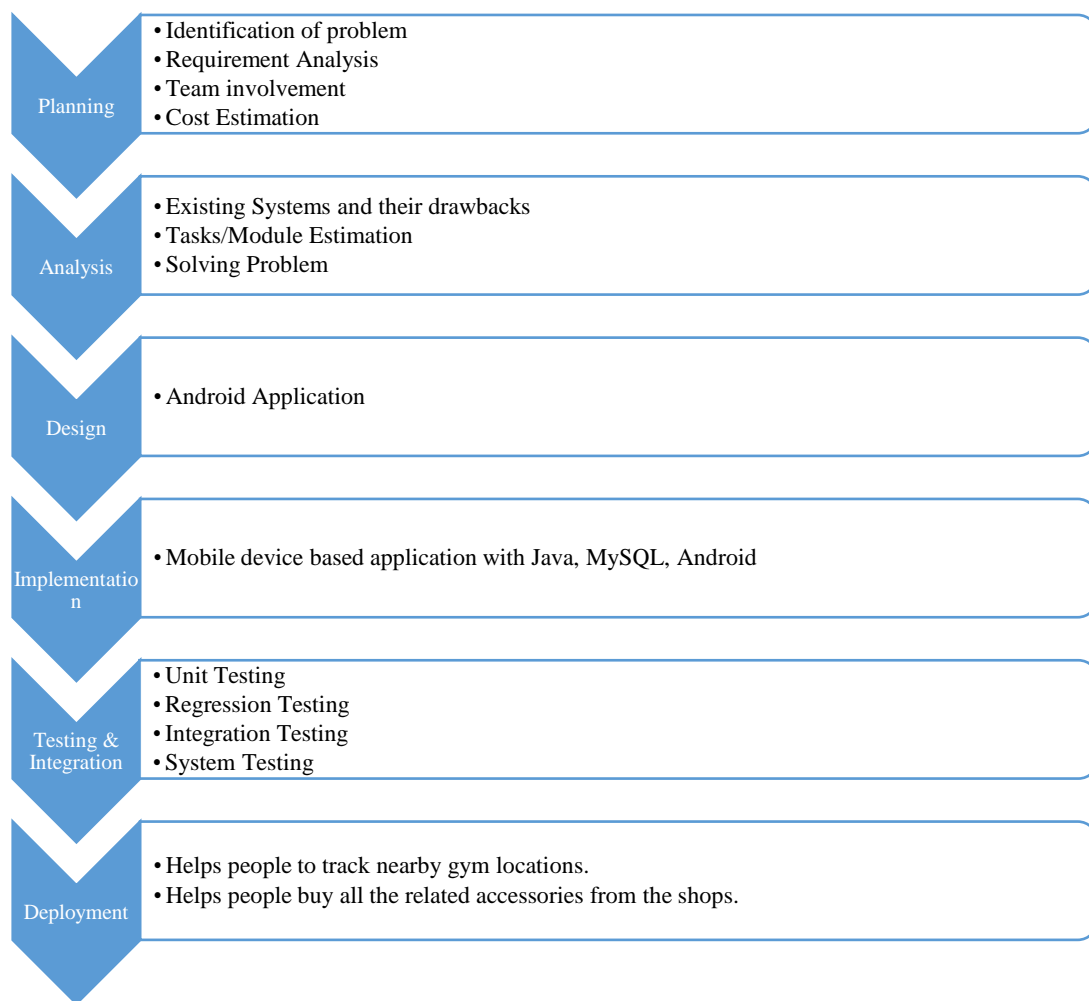 Planning
• Identification of problem
• Requirement Analysis
• Team involvement
• Cost Estimation
Analysis
• Existing Systems and their drawbacks
• Tasks/Module Estimation
• Solving Problem
Design
• Android Application
Implementatio
n
• Mobile device based application with Java, MySQL, Android
Testing &
Integration
• Unit Testing
• Regression Testing
• Integration Testing
• System Testing
Deployment
• Helps people to track nearby gym locations.
• Helps people buy all the related accessories from the shops.